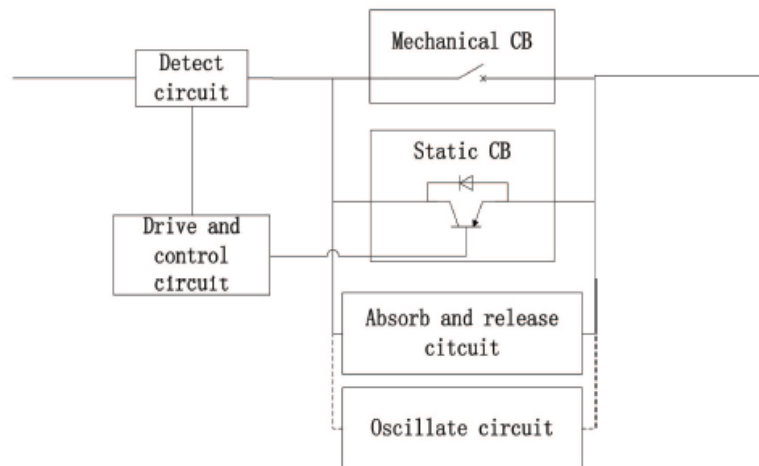 Mechanical CB
Detect
circuit
Static CB
Drive and
control
circuit
Absorb and release
citcuit
Oscillate circuit